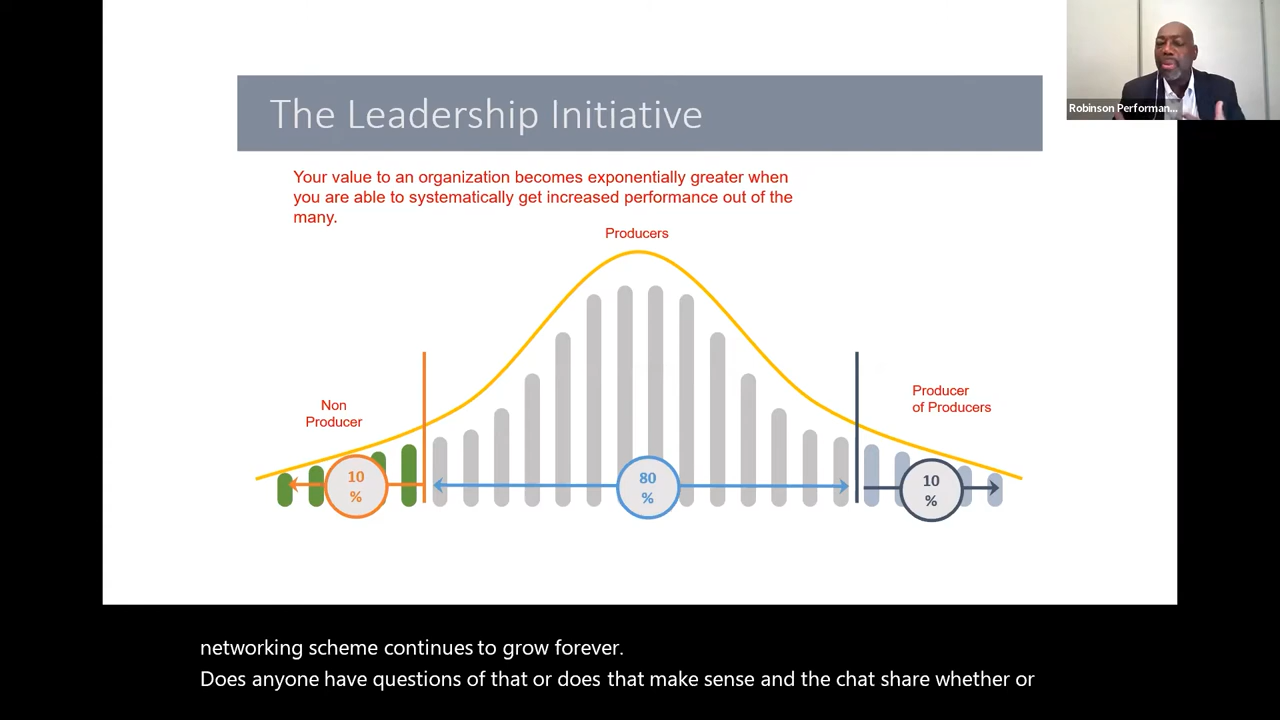 The Leadership Initiative
Robinson Performan...
Your value to an organization becomes exponentially greater when
you are able to systematically get increased performance out of the
many.
Producers
Non
Producer
Producer
of Producers
10
%
80
%
10
%
networking scheme continues to grow forever.
Does anyone have questions of that or does that make sense and the chat share whether or